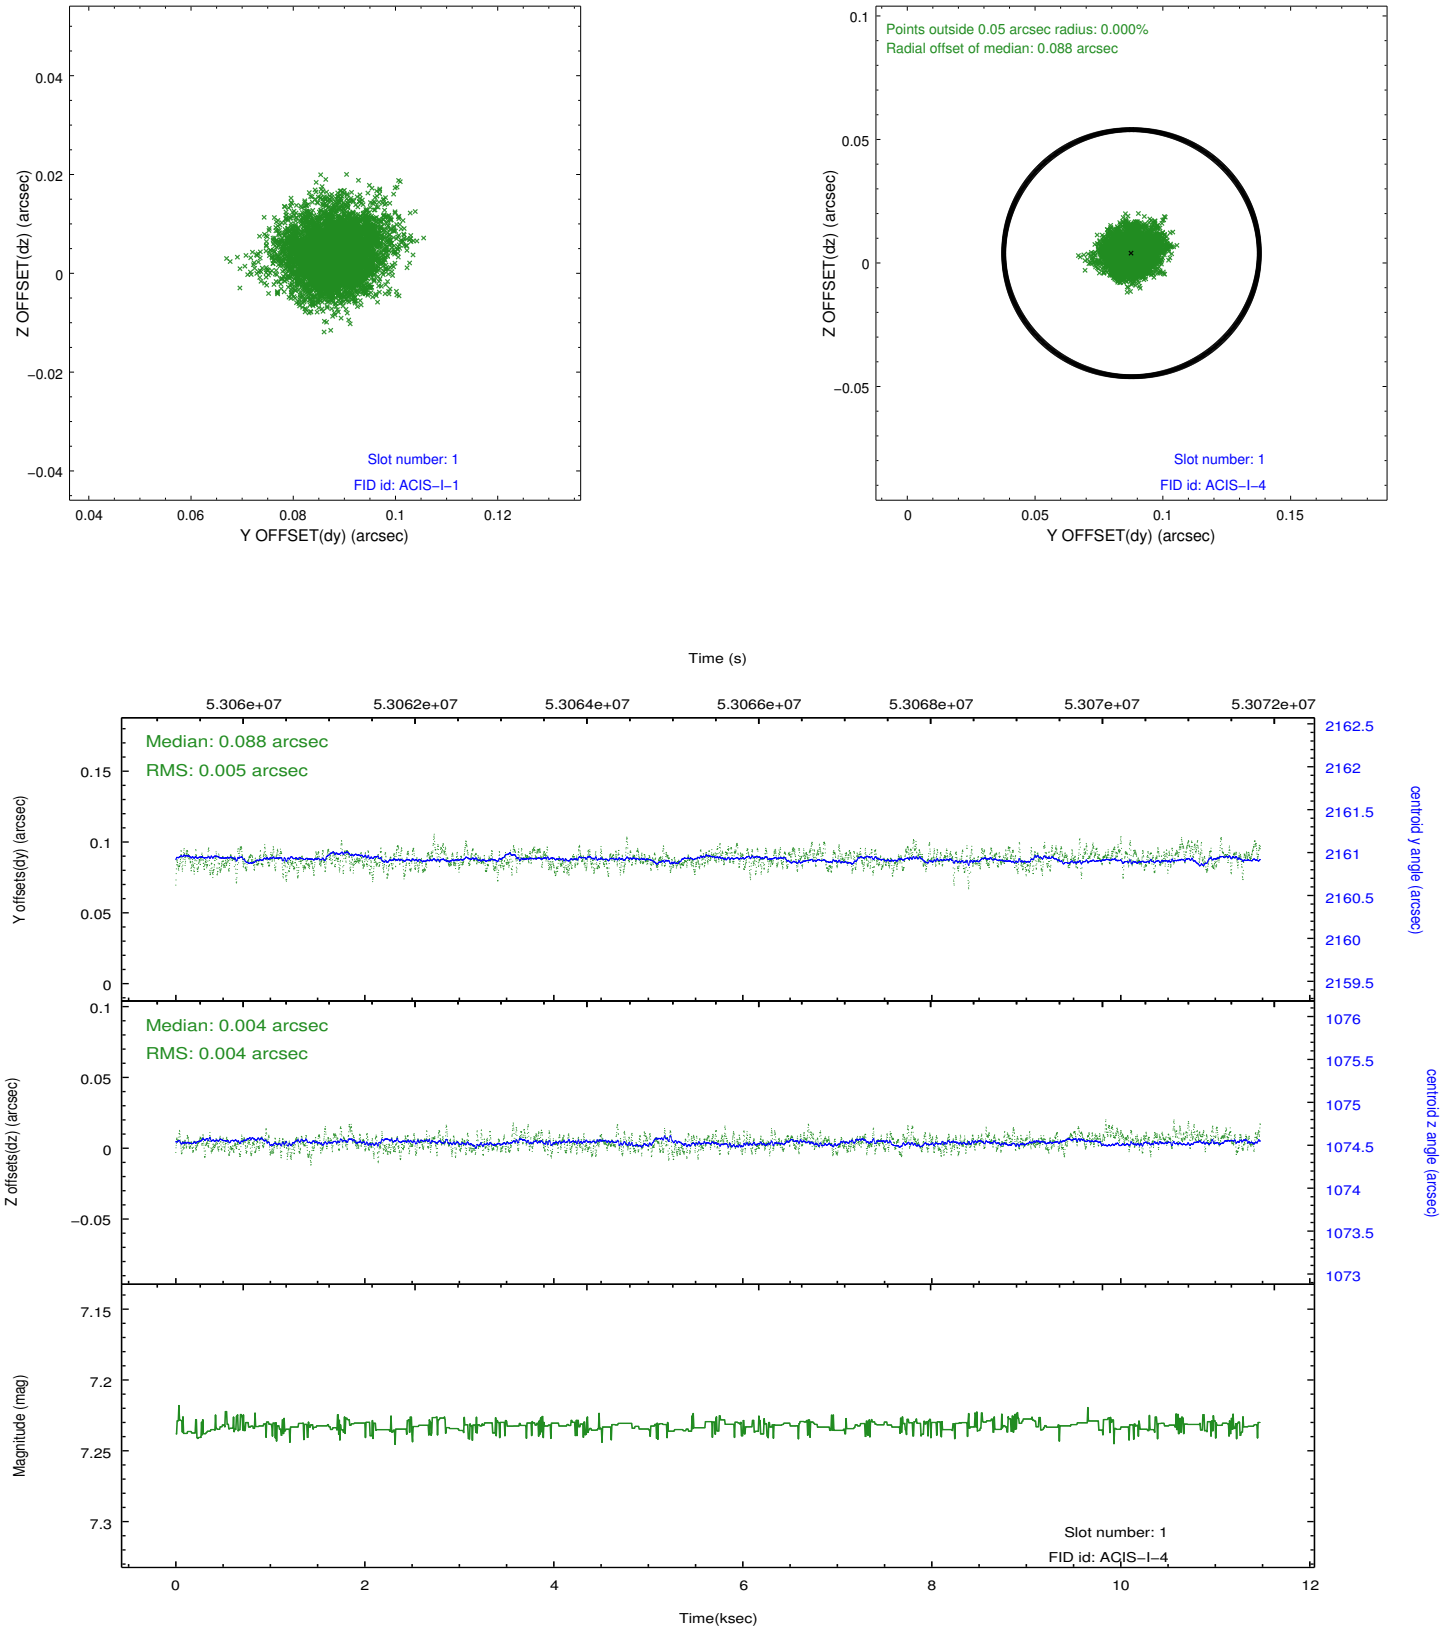 0.04
0.02
0
−0.02
−0.04
Z OFFSET(dz) (arcsec)
Slot number: 1
FID id: ACIS−I−1
0.04 0.06 0.08 0.1 0.12
Y OFFSET(dy) (arcsec)
Points outside 0.05 arcsec radius: 0.000%
Radial offset of median: 0.088 arcsec
0.1
0.05
0
−0.05
Z OFFSET(dz) (arcsec)
Slot number: 1
FID id: ACIS−I−4
0 0.05 0.1 0.15
Y OFFSET(dy) (arcsec)
Time (s)
5.306e+07 5.3062e+07 5.3064e+07 5.3066e+07 5.3068e+07 5.307e+07 5.3072e+07
Median: 0.088 arcsec
RMS: 0.005 arcsec
0.15
0.1
0.05
0
Y offsets(dy) (arcsec)
2162.5
2162
2161.5
2161
2160.5
2160
2159.5
centroid y angle (arcsec)
Median: 0.004 arcsec
RMS: 0.004 arcsec
0.1
0.05
0
−0.05
Z offsets(dz) (arcsec)
1076
1075.5
1075
1074.5
1074
1073.5
1073
centroid z angle (arcsec)
7.15
7.2
7.25
7.3
Magnitude (mag)
Slot number: 1
FID id: ACIS−I−4
0 2 4 6 8 10 12
Time(ksec)